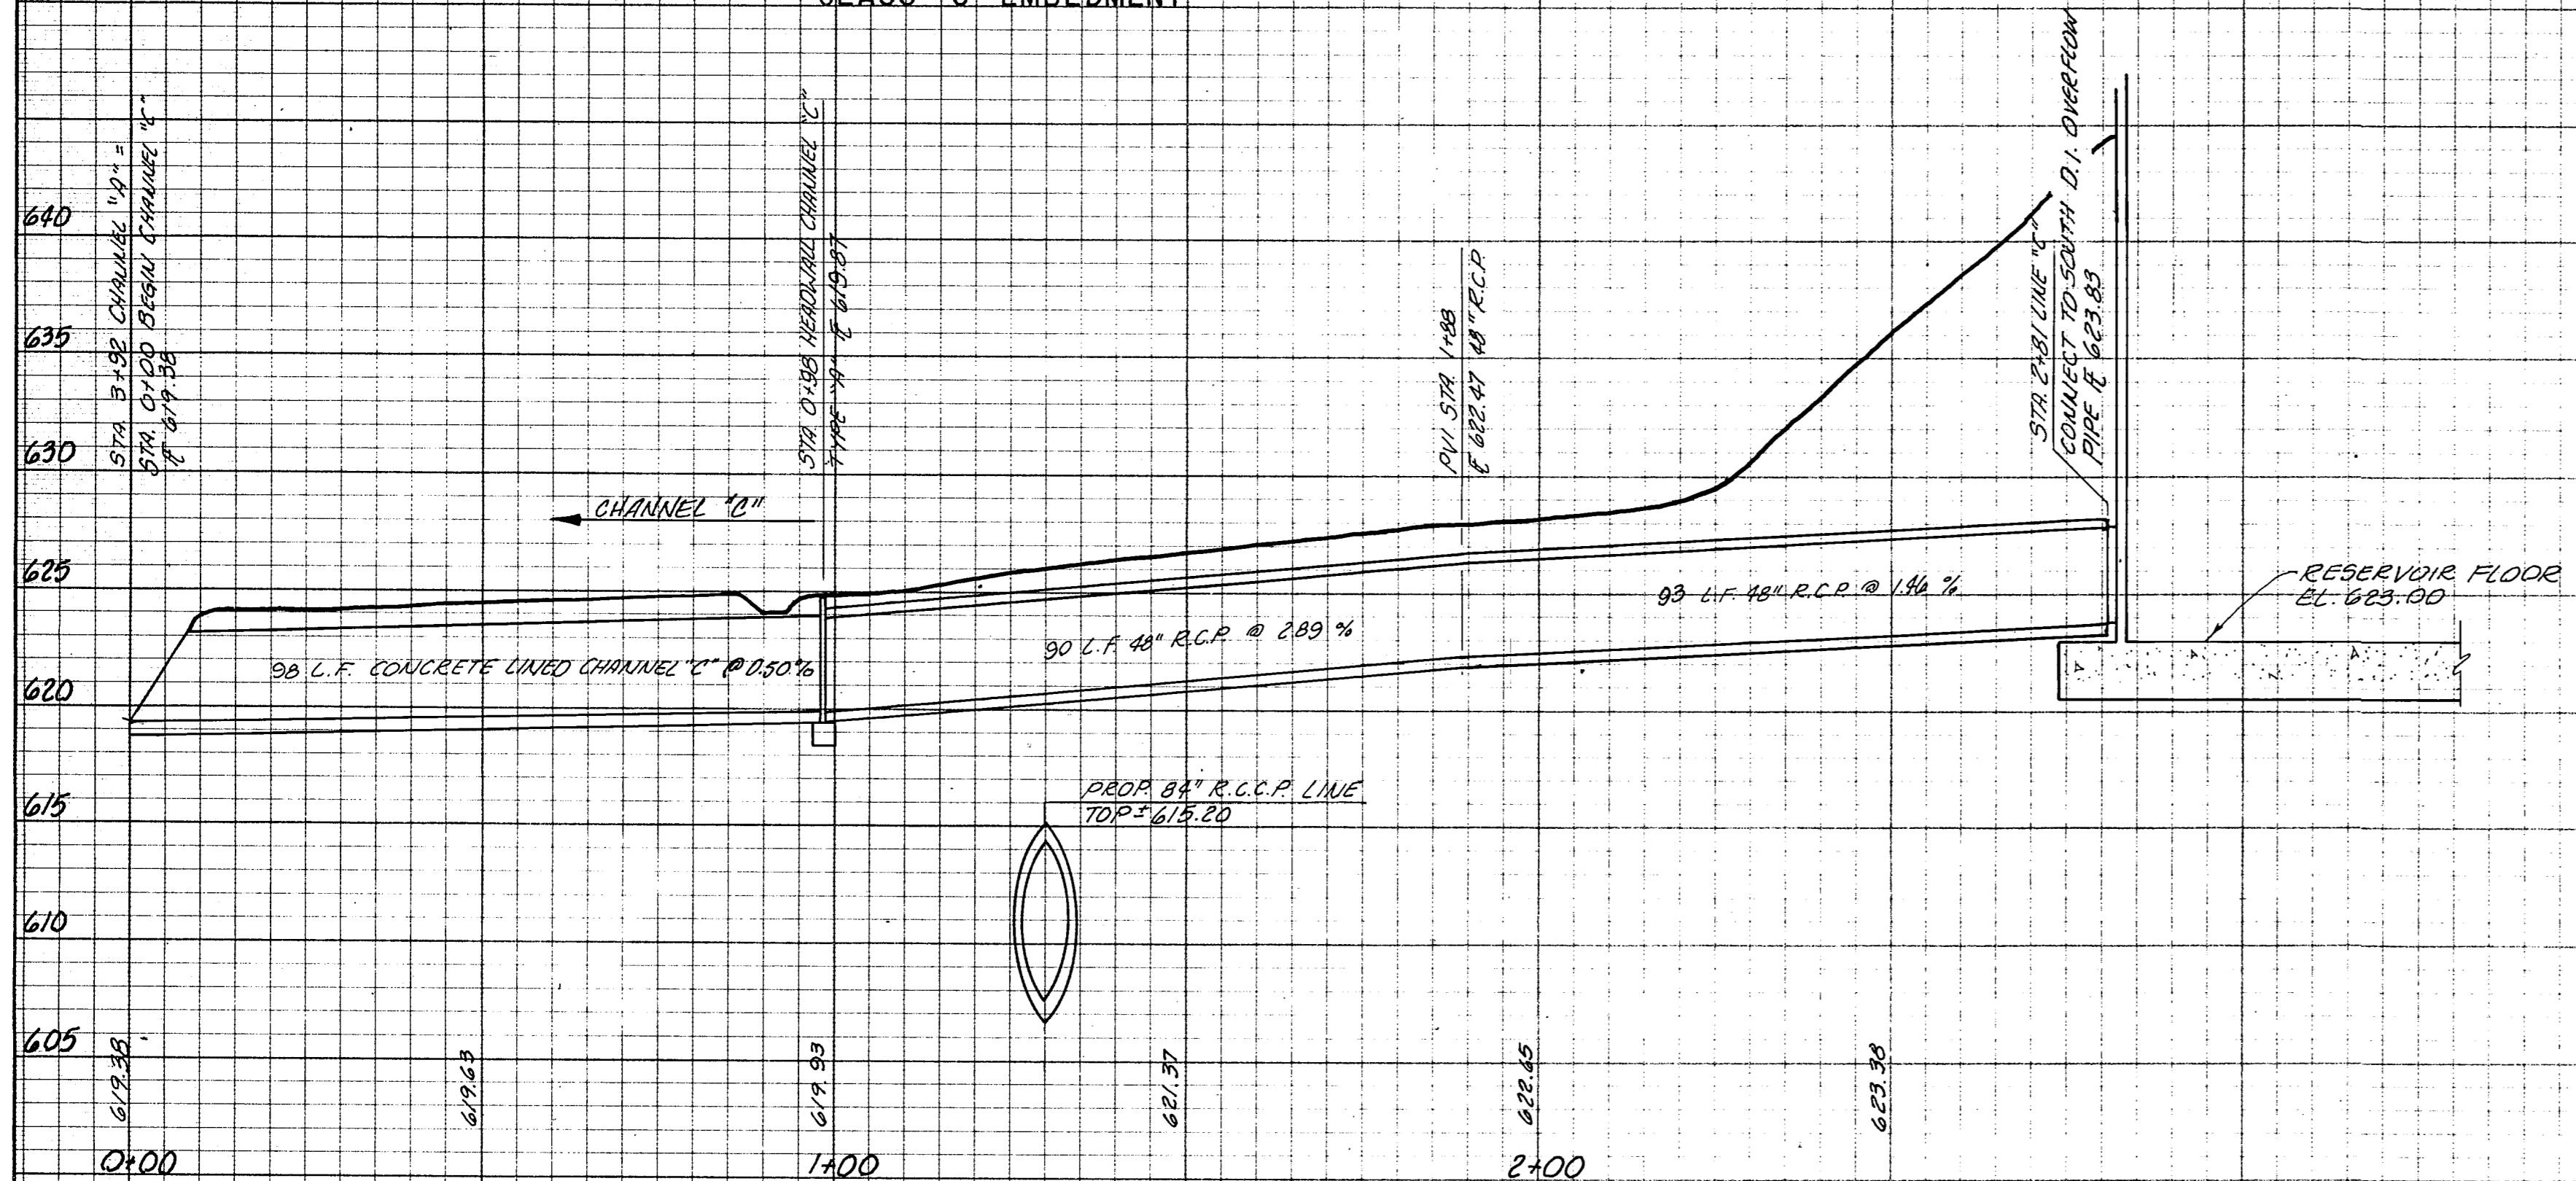 CLASS "C" EMBEDMENT
STA. 3+92 CHANNEL "A" =
STA. 0+00 BEGIN CHANNEL "C"
℄ 619.38
STA. 0+98 HEADWALL CHANNEL "C"
TYPE "A" ℄ 619.87
PVI STA. 1+88
℄ 622.47 48" R.C.P.
STA. 2+81 LINE "C"
CONNECT TO SOUTH D.I. OVERFLOW
PIPE ℄ 623.83
640
635
630
625
620
615
610
605
CHANNEL "C"
98 L.F. CONCRETE LINED CHANNEL "C" @ 0.50%
90 L.F. 48" R.C.P. @ 2.89 %
93 L.F. 48" R.C.P. @ 1.46 %
RESERVOIR FLOOR
EL. 623.00
PROP. 84" R.C.C.P. LINE
TOP ± 615.20
619.38
619.63
619.93
621.37
622.65
623.38
0+00
1+00
2+00